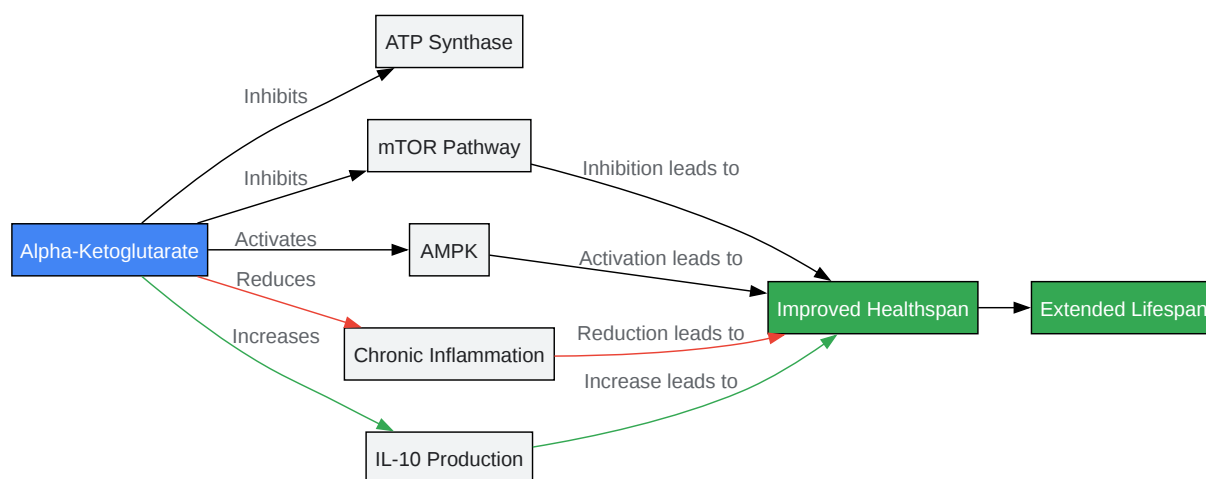 ATP Synthase
Inhibits
mTOR Pathway
Inhibition leads to
Inhibits
Alpha-Ketoglutarate
Activates
AMPK
Activation leads to
Reduces
Improved Healthspan
Extended Lifespan
Increases
Chronic Inflammation
Reduction leads to
Increase leads to
IL-10 Production